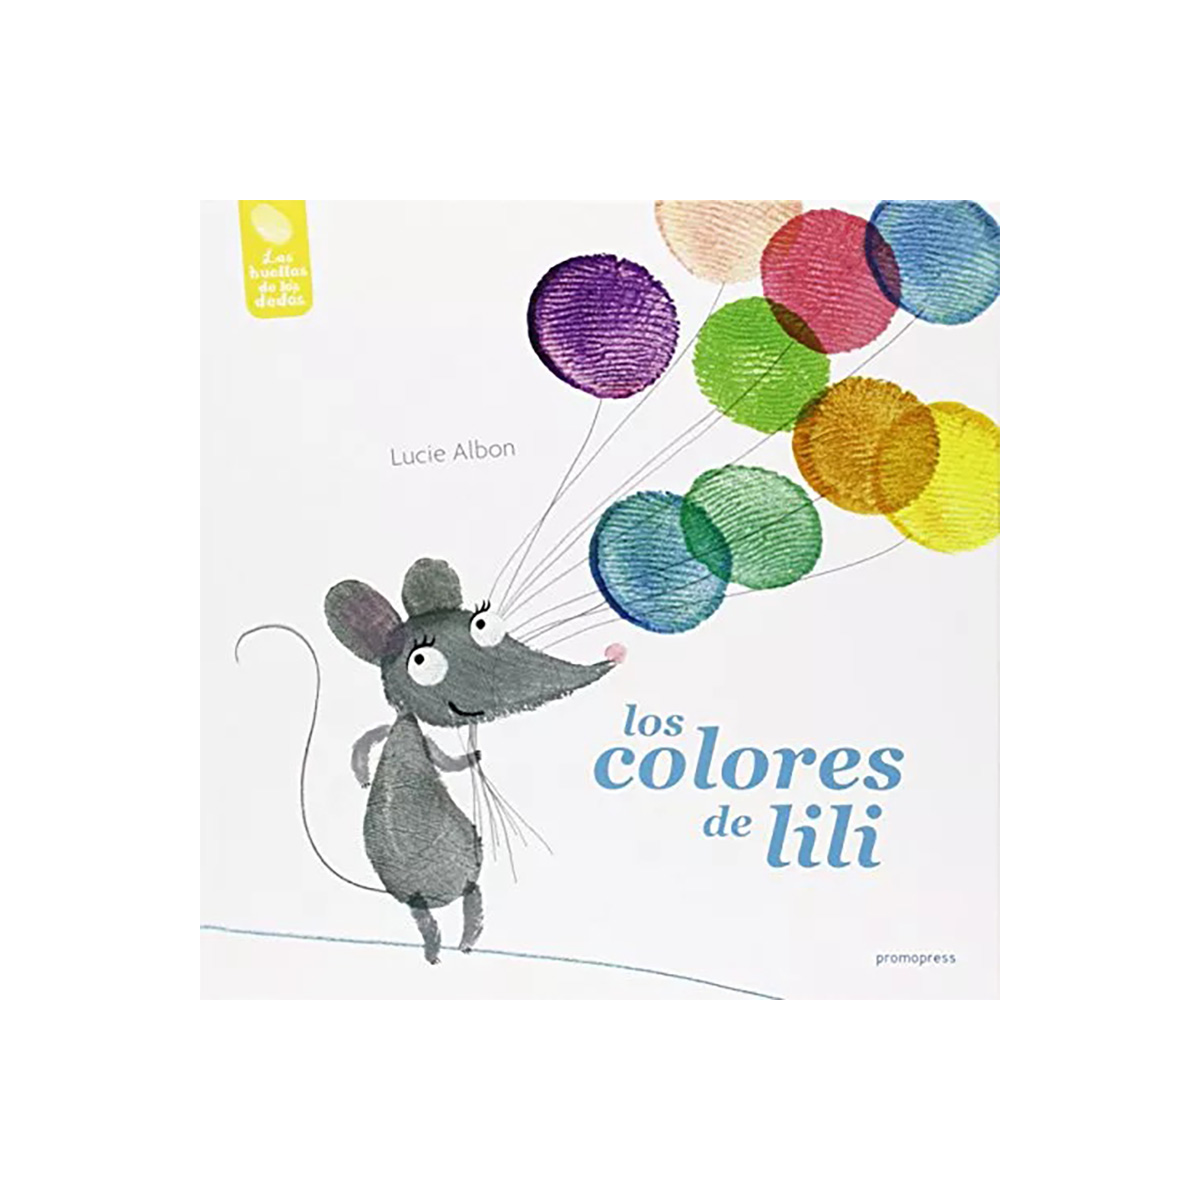 Las
huellas
de los
dedos
Lucie Albon
los
colores
de lili
promopress